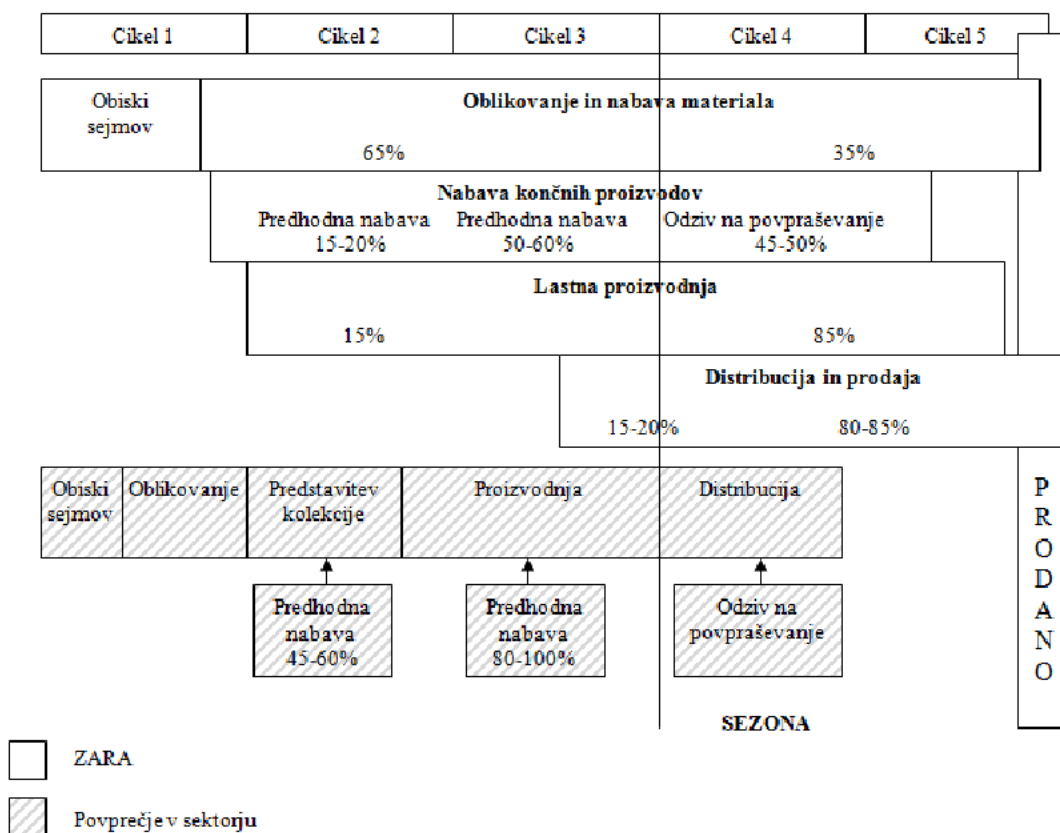 Cikel 1 Cikel 2 Cikel 3 Cikel 4 Cikel 5
Obiski
sejmov
Oblikovanje in nabava materiala
65% 35%
Nabava končnih proizvodov
Predhodna nabava Predhodna nabava Odziv na povpraševanje
15-20% 50-60% 45-50%
Lastna proizvodnja
15% 85%
Distribucija in prodaja
15-20% 80-85%
Obiski
sejmov
Oblikovanje
Predstavitev
kolekcije
Proizvodnja
Distribucija
Predhodna
nabava
45-60%
Predhodna
nabava
80-100%
Odziv na
povpraševanje
P
R
O
D
A
N
O
SEZONA
ZARA
Povprečje v sektorju